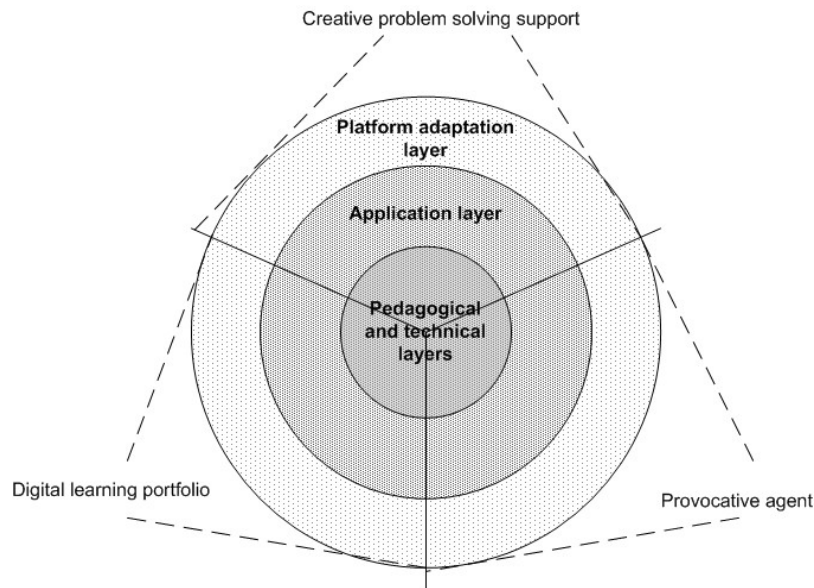 Creative problem solving support
Platform adaptation
layer
Application layer
Pedagogical
and technical
layers
Digital learning portfolio
Provocative agent